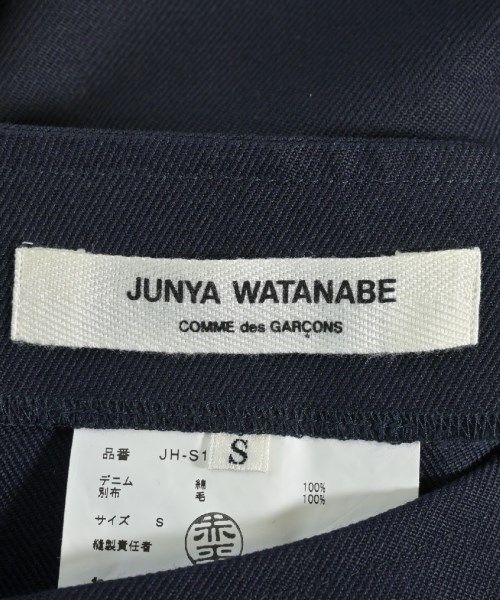 JUNYA WATANABE
COMME des GARÇONS
品番 JH-S1
S
デニム 綿 100%
別布 毛 100%
サイズ S
縫製責任者